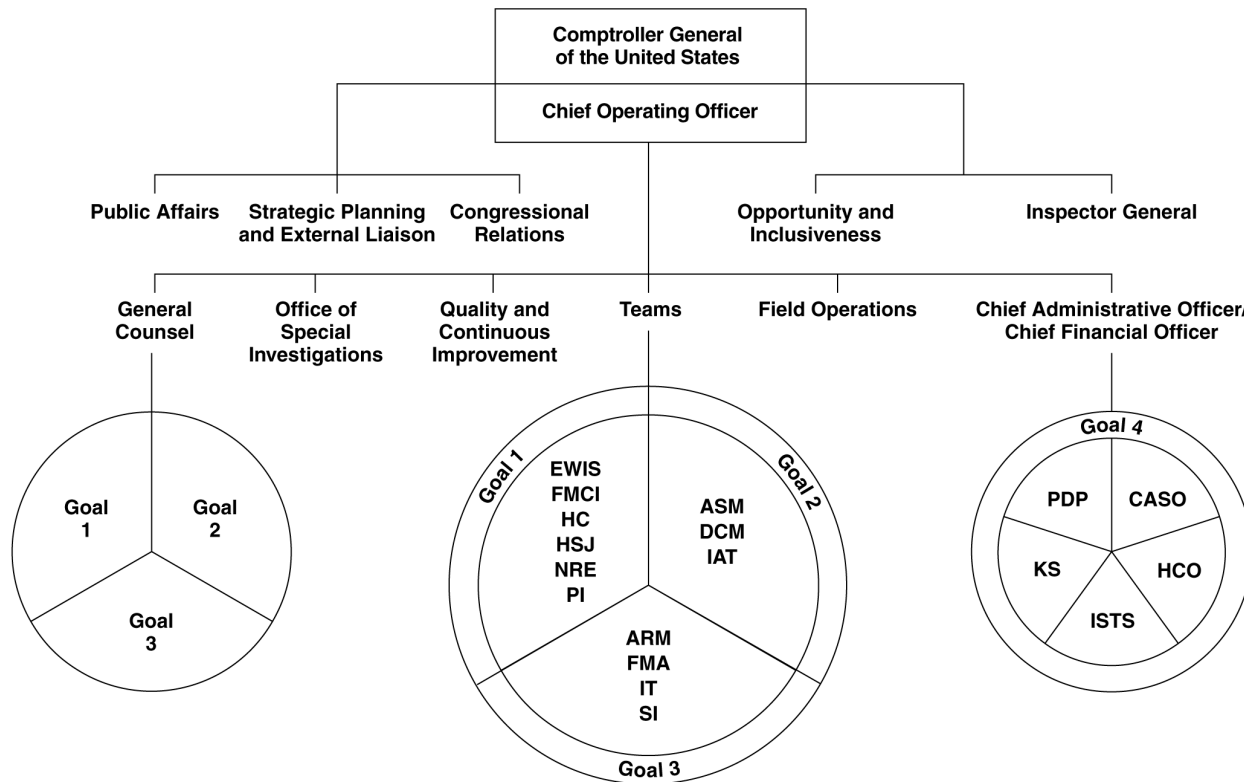 Comptroller General
of the United States
Chief Operating Officer
Public Affairs
Strategic Planning
and External Liaison
Congressional
Relations
Opportunity and
Inclusiveness
Inspector General
General
Counsel
Office of
Special
Investigations
Quality and
Continuous
Improvement
Teams
Field Operations
Chief Administrative Officer/
Chief Financial Officer
Goal
1
Goal
2
Goal
3
Goal 1
EWIS
FMCI
HC
HSJ
NRE
PI
Goal 2
ASM
DCM
IAT
ARM
FMA
IT
SI
Goal 3
Goal 4
PDP
CASO
KS
HCO
ISTS